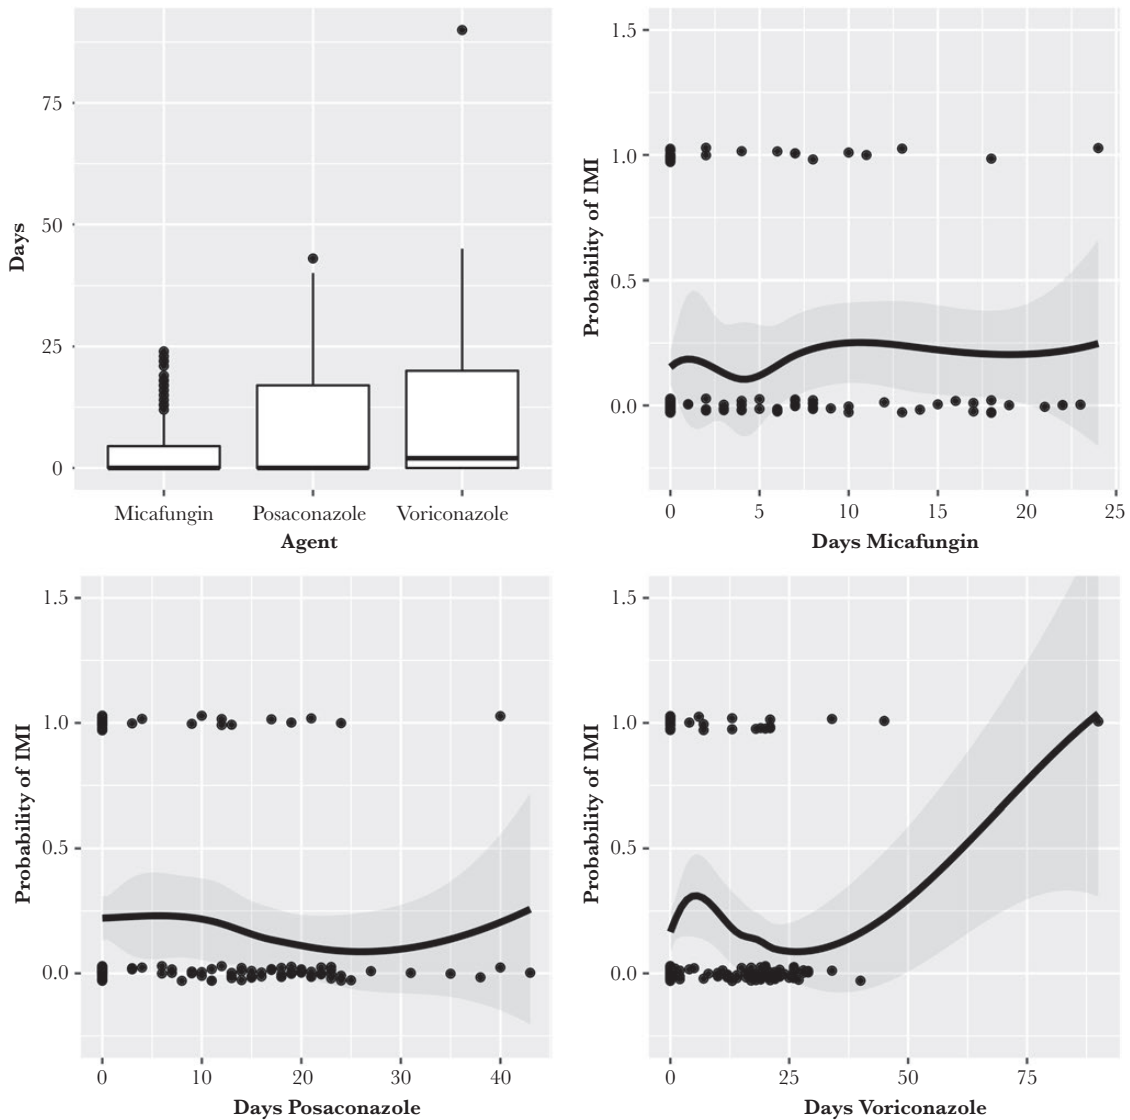 75
50
25
0
Days
Micafungin Posaconazole Voriconazole
Agent
1.5
1.0
0.5
0.0
Probability of IMI
0 5 10 15 20 25
Days Micafungin
1.5
1.0
0.5
0.0
Probability of IMI
0 10 20 30 40
Days Posaconazole
1.5
1.0
0.5
0.0
Probability of IMI
0 25 50 75
Days Voriconazole